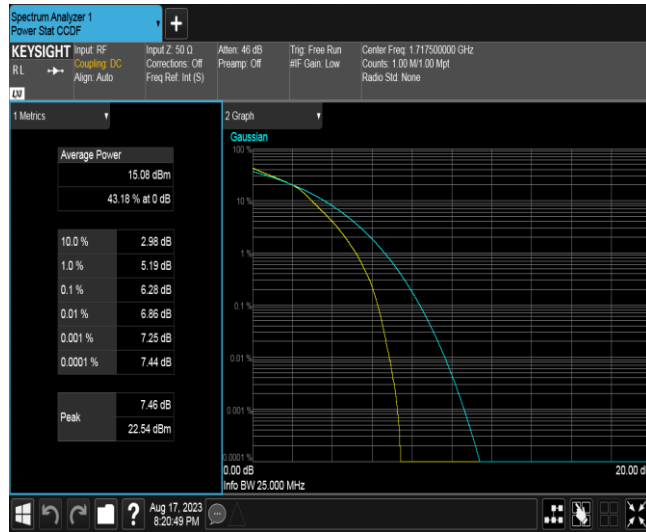 Spectrum Analyzer 1
Power Stat CCDF
+
KEYSIGHT
RL
LXI
Input: RF
Coupling: DC
Align: Auto
Input Z: 50 Ω
Corrections: Off
Freq Ref: Int (S)
Atten: 46 dB
Preamp: Off
Trig: Free Run
#IF Gain: Low
Center Freq: 1.717500000 GHz
Counts: 1.00 M/1.00 Mpt
Radio Std: None
1 Metrics
Average Power
15.08 dBm
43.18 % at 0 dB
10.0 % 2.98 dB
1.0 % 5.19 dB
0.1 % 6.28 dB
0.01 % 6.86 dB
0.001 % 7.25 dB
0.0001 % 7.44 dB
Peak
7.46 dB
22.54 dBm
2 Graph
Gaussian
100 %
10 %
1 %
0.1 %
0.01 %
0.001 %
0.0001 %
0.00 dB
20.00 d
Info BW 25.000 MHz
?
Aug 17, 2023
8:20:49 PM